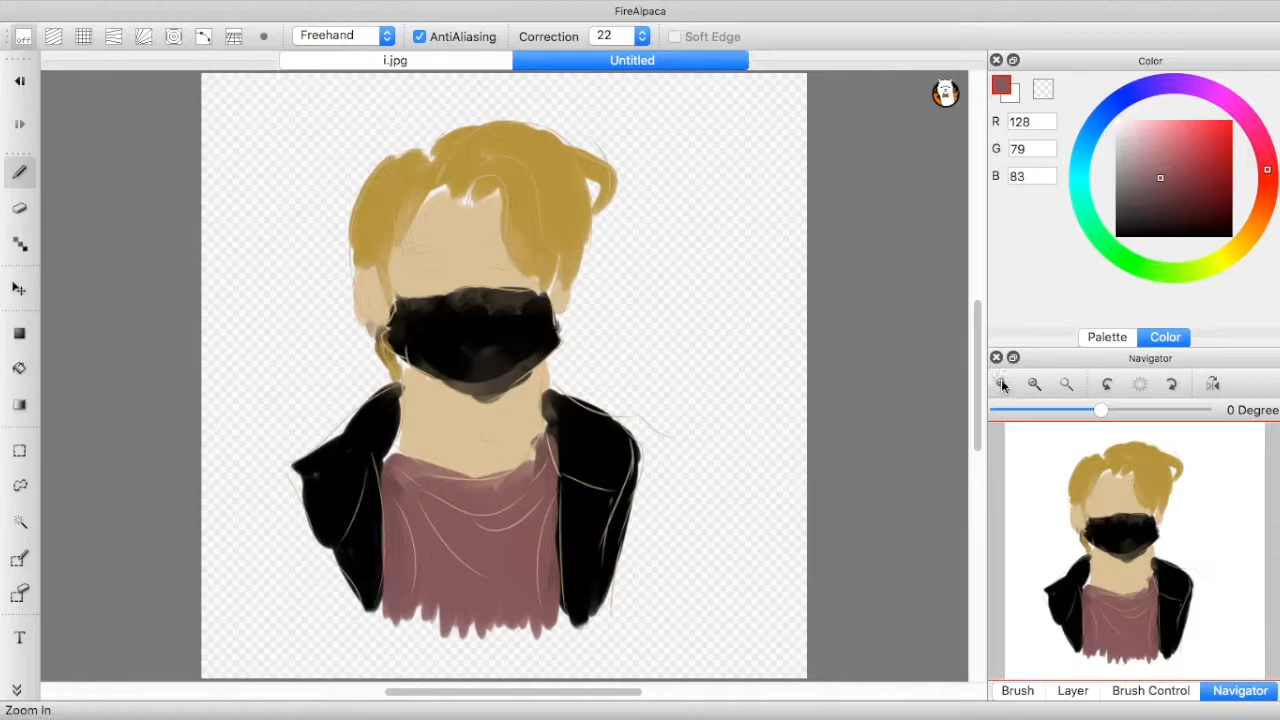 FireAlpaca
off
Freehand
AntiAliasing
Correction
22
Soft Edge
i.jpg
Untitled
Color
R
128
G
79
B
83
Palette
Color
Navigator
0 Degree
T
Brush
Layer
Brush Control
Navigator
Zoom In